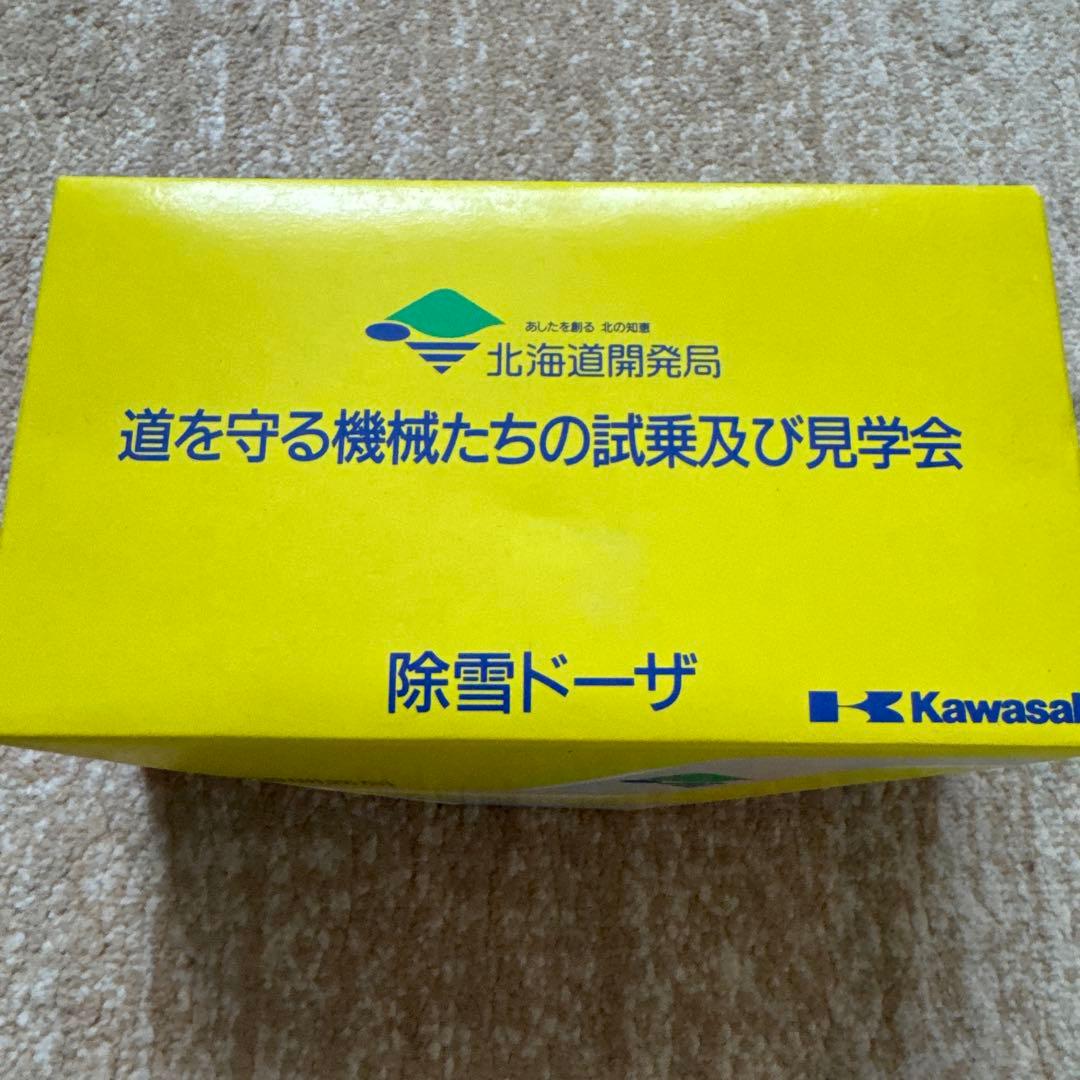 あしたを創る 北の知恵
北海道開発局
道を守る機械たちの試乗及び見学会
除雪ドーザ
Kawasak